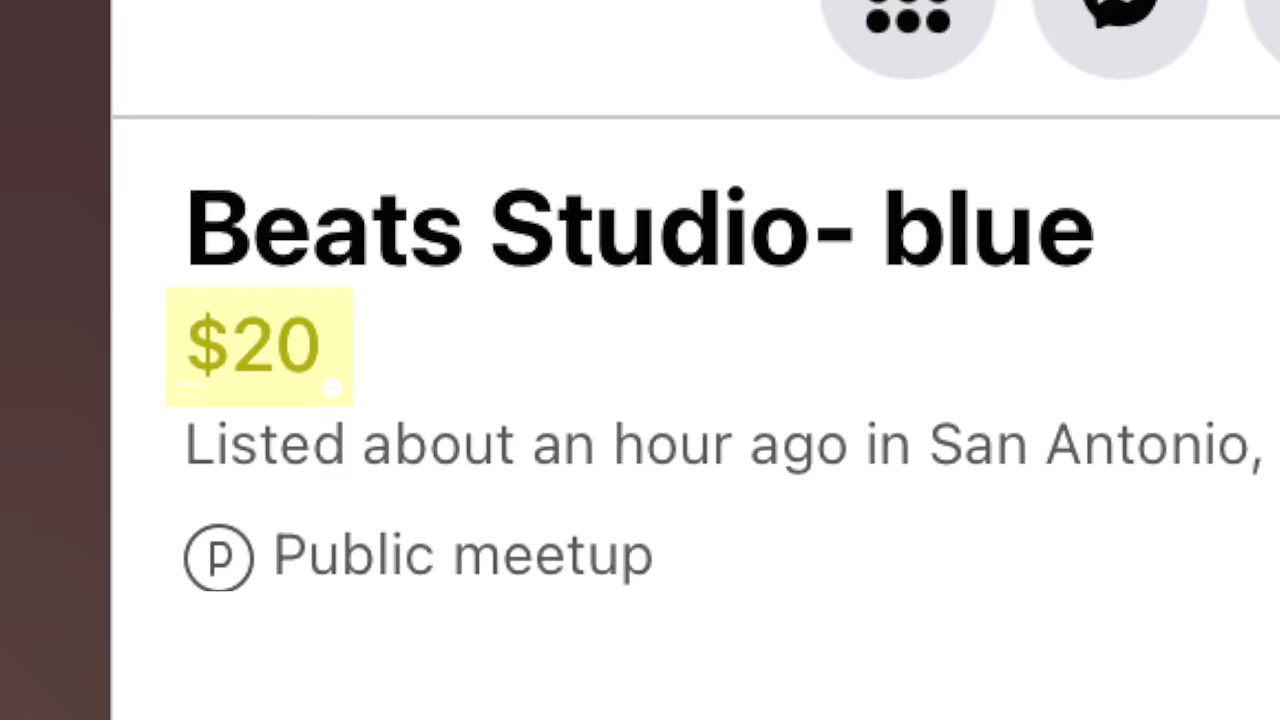 Beats Studio- blue
$20
Listed about an hour ago in San Antonio,
P Public meetup